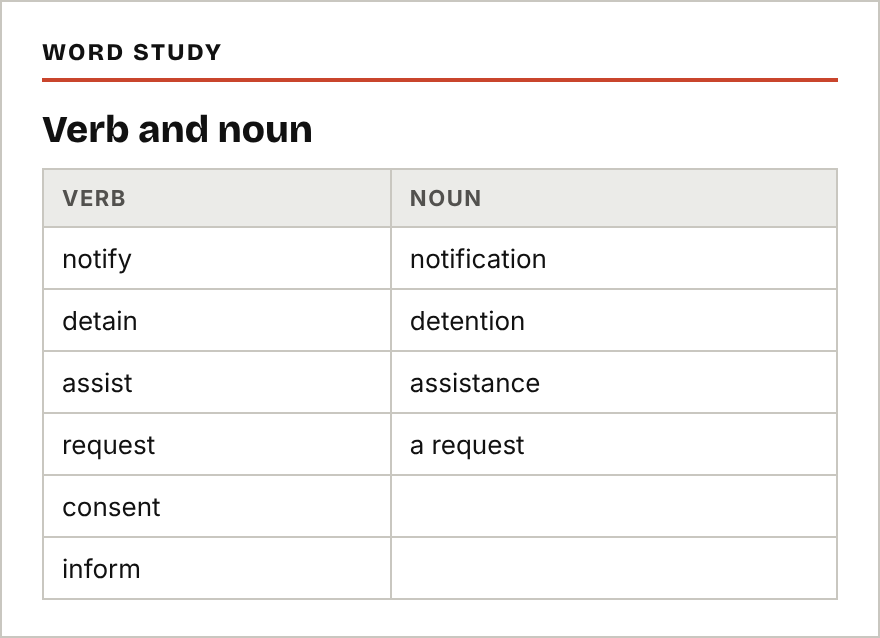 WORD STUDY
Verb and noun
VERB NOUN
notify notification
detain detention
assist assistance
request a request
consent
inform